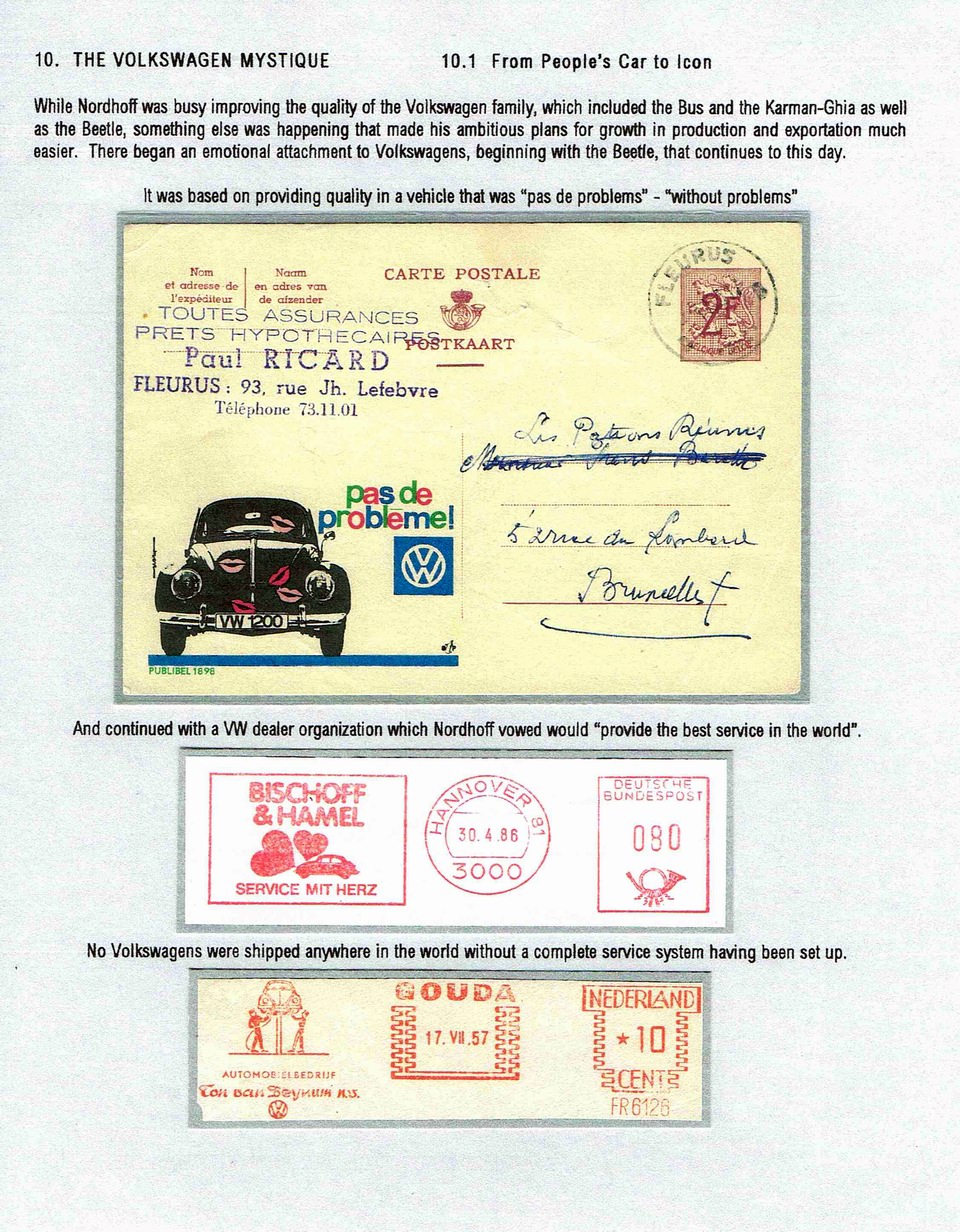 10. THE VOLKSWAGEN MYSTIQUE 10.1 From People's Car to Icon
While Nordhoff was busy improving the quality of the Volkswagen family, which included the Bus and the Karman-Ghia as well
as the Beetle, something else was happening that made his ambitious plans for growth in production and exportation much
easier. There began an emotional attachment to Volkswagens, beginning with the Beetle, that continues to this day.
It was based on providing quality in a vehicle that was "pas de problems" - "without problems"
Nom
et adresse de
l'expéditeur
Naam
en adres van
de afzender
CARTE POSTALE
POSTKAART
FLEURUS
2F
TOUTES ASSURANCES
PRETS HYPOTHECAIRES
Paul RICARD
FLEURUS : 93, rue Jh. Lefebvre
Téléphone 73.11.01
Les Patrons Réunis
52 rue du Lombard
Bruxelles 1
pas de
problème!
VW
VW 1200
PUBLIBEL 1898
And continued with a VW dealer organization which Nordhoff vowed would "provide the best service in the world".
BISCHOFF
& HAMEL
SERVICE MIT HERZ
HANNOVER 81
30.4.86
3000
DEUTSCHE
BUNDESPOST
080
No Volkswagens were shipped anywhere in the world without a complete service system having been set up.
AUTOMOBIELBEDRIJF
Ton van
N.V.
VW
GOUDA
17.VII.57
NEDERLAND
*10
CENT
FR6126